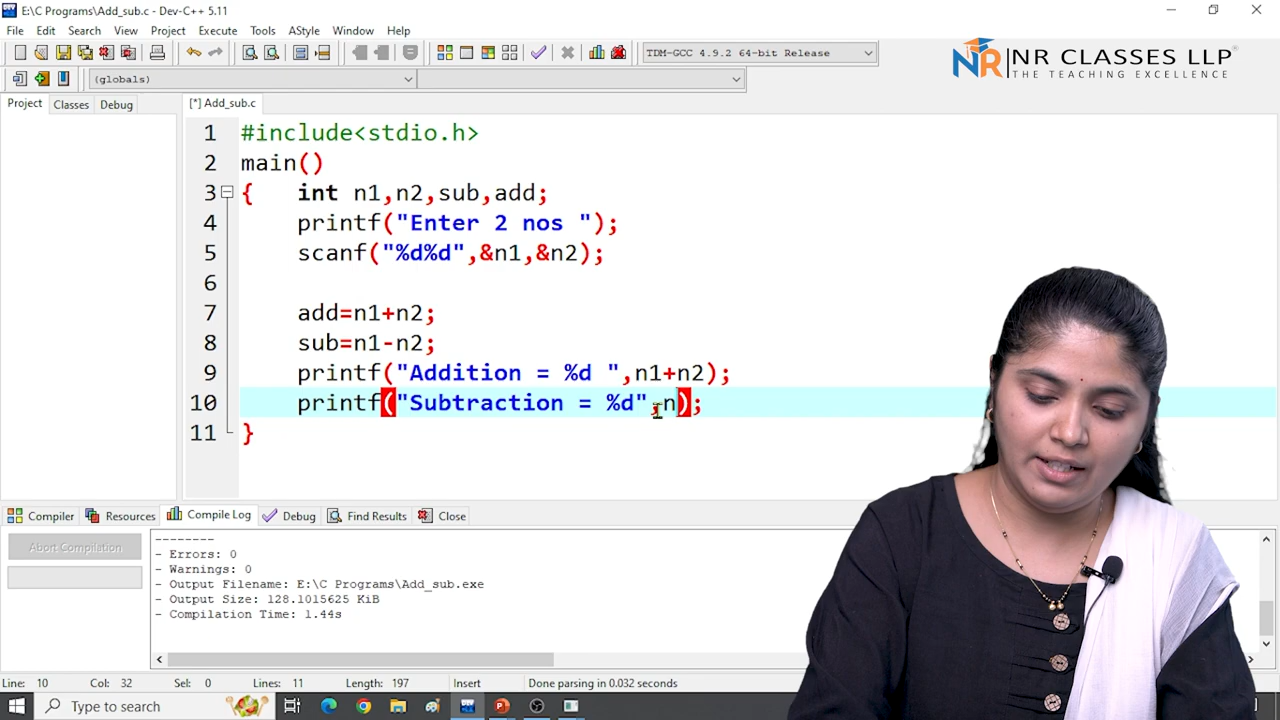 E:\C Programs\Add_sub.c - Dev-C++ 5.11
File Edit Search View Project Execute Tools AStyle Window Help
TDM-GCC 4.9.2 64-bit Release
(globals)
NR NR CLASSES LLP
THE TEACHING EXCELLENCE
Project Classes Debug
[*] Add_sub.c
1 #include<stdio.h>
2 main()
3 { int n1,n2,sub,add;
4 printf("Enter 2 nos ");
5 scanf("%d%d",&n1,&n2);
6
7 add=n1+n2;
8 sub=n1-n2;
9 printf("Addition = %d ",n1+n2);
10 printf("Subtraction = %d",n);
11 }
Compiler Resources Compile Log Debug Find Results Close
Abort Compilation
--------
- Errors: 0
- Warnings: 0
- Output Filename: E:\C Programs\Add_sub.exe
- Output Size: 128.1015625 KiB
- Compilation Time: 1.44s
Line: 10 Col: 32 Sel: 0 Lines: 11 Length: 197 Insert Done parsing in 0.032 seconds
Type to search